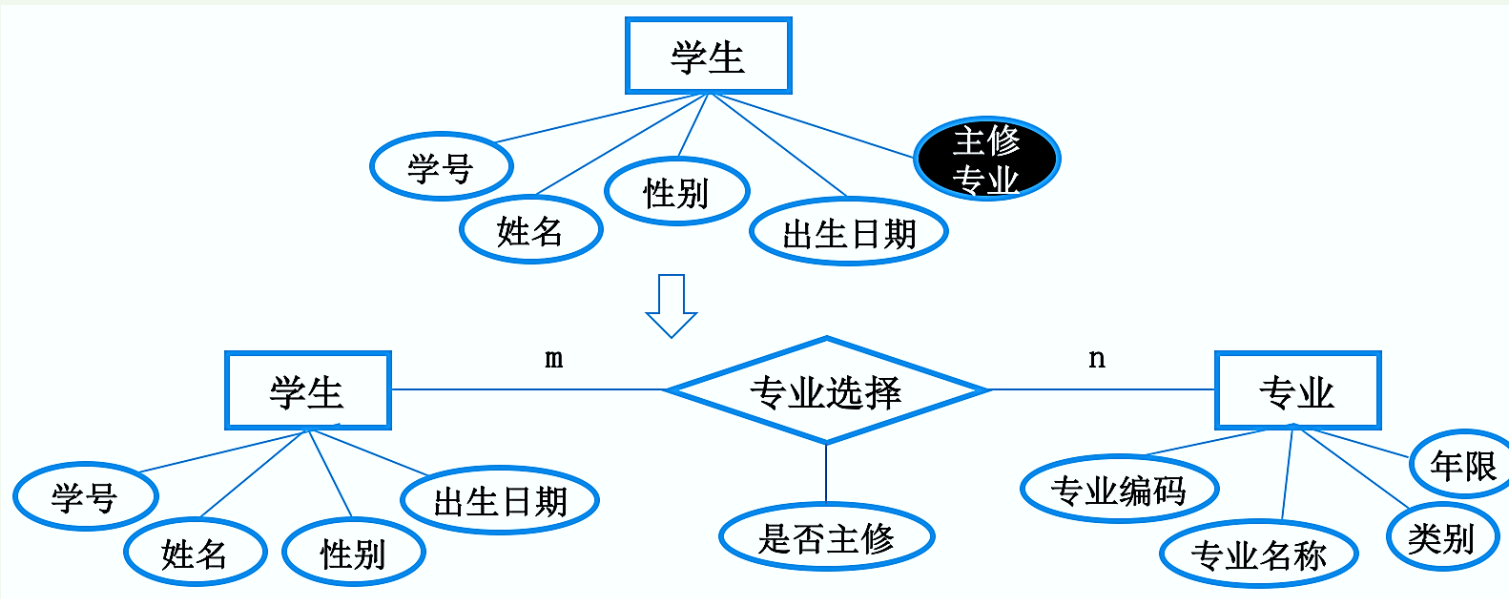 学生
学号
姓名
性别
出生日期
主修
专业
学生
m
专业选择
n
专业
学号
姓名
性别
出生日期
是否主修
专业编码
专业名称
类别
年限